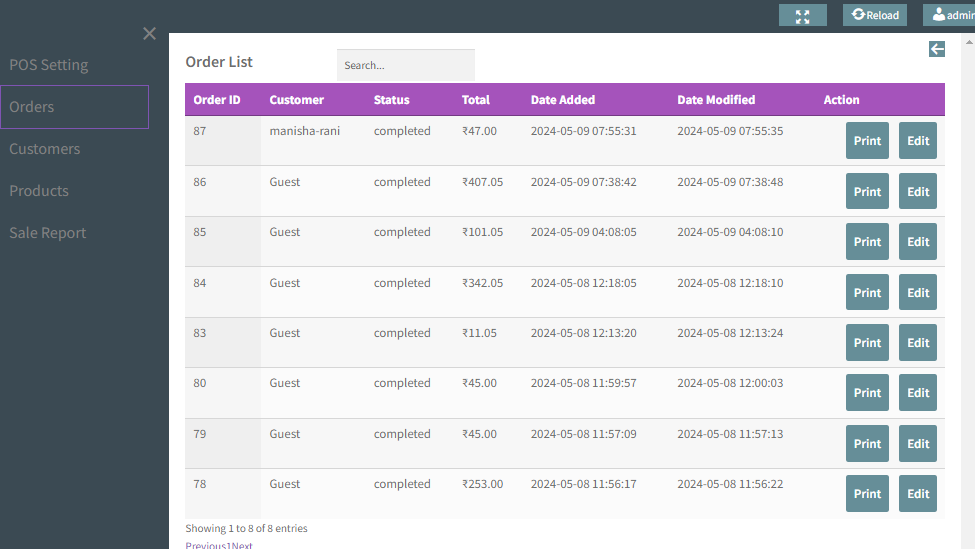 Reload admin
POS Setting
Orders
Customers
Products
Sale Report
Order List Search...
Order ID Customer Status Total Date Added Date Modified Action
87 manisha-rani completed ₹47.00 2024-05-09 07:55:31 2024-05-09 07:55:35 Print Edit
86 Guest completed ₹407.05 2024-05-09 07:38:42 2024-05-09 07:38:48 Print Edit
85 Guest completed ₹101.05 2024-05-09 04:08:05 2024-05-09 04:08:10 Print Edit
84 Guest completed ₹342.05 2024-05-08 12:18:05 2024-05-08 12:18:10 Print Edit
83 Guest completed ₹11.05 2024-05-08 12:13:20 2024-05-08 12:13:24 Print Edit
80 Guest completed ₹45.00 2024-05-08 11:59:57 2024-05-08 12:00:03 Print Edit
79 Guest completed ₹45.00 2024-05-08 11:57:09 2024-05-08 11:57:13 Print Edit
78 Guest completed ₹253.00 2024-05-08 11:56:17 2024-05-08 11:56:22 Print Edit
Showing 1 to 8 of 8 entries
Previous1Next